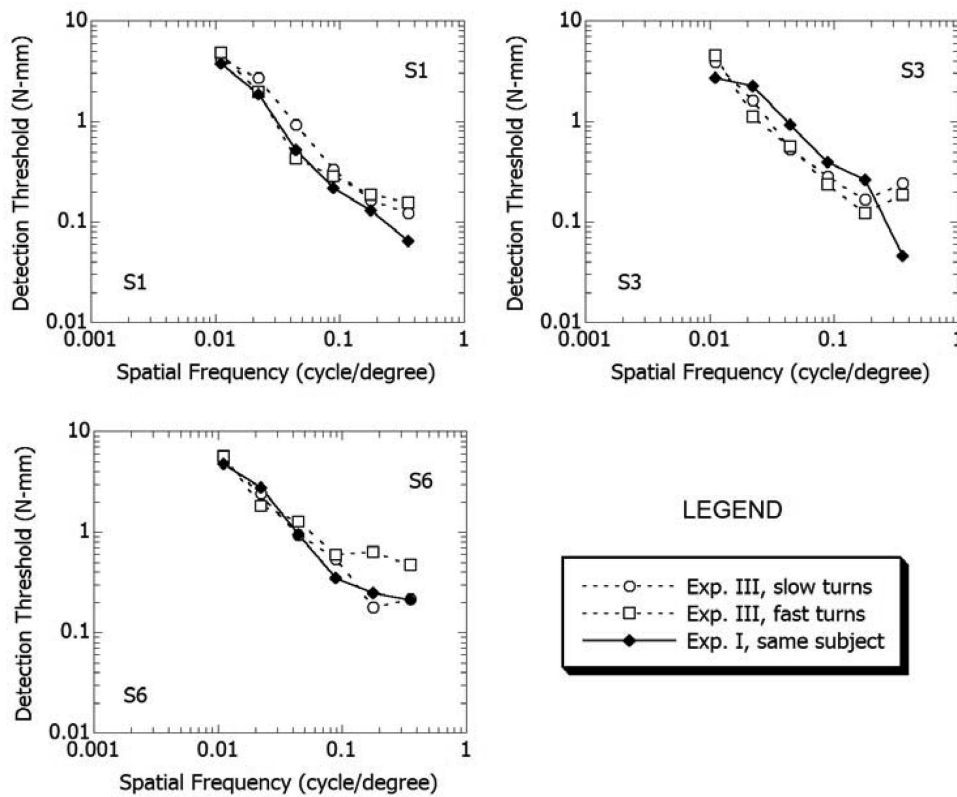 10
S1
1
Detection Threshold (N-mm)
0.1
S1
0.01
0.001 0.01 0.1 1
Spatial Frequency (cycle/degree)
10
S3
1
Detection Threshold (N-mm)
0.1
S3
0.01
0.001 0.01 0.1 1
Spatial Frequency (cycle/degree)
10
S6
1
Detection Threshold (N-mm)
0.1
S6
0.01
0.001 0.01 0.1 1
Spatial Frequency (cycle/degree)
LEGEND
Exp. III, slow turns
Exp. III, fast turns
Exp. I, same subject